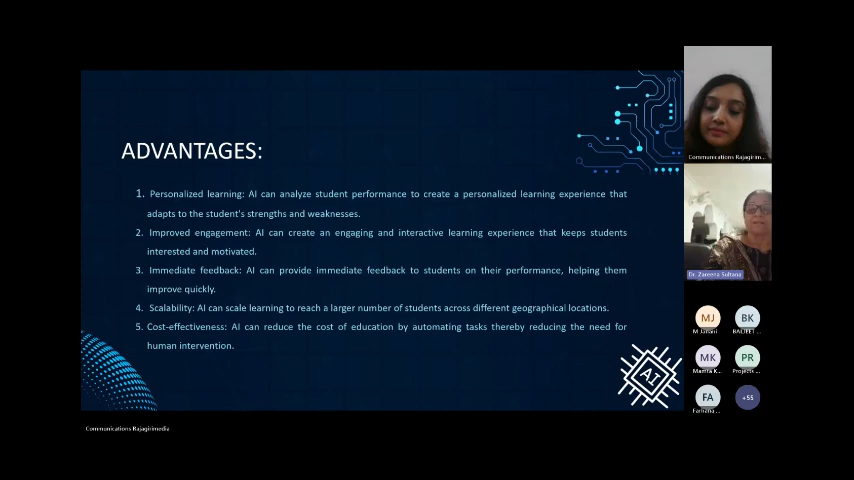 ADVANTAGES:
1. Personalized learning: AI can analyze student performance to create a personalized learning experience that
adapts to the student's strengths and weaknesses.
2. Improved engagement: AI can create an engaging and interactive learning experience that keeps students
interested and motivated.
3. Immediate feedback: AI can provide immediate feedback to students on their performance, helping them
improve quickly.
4. Scalability: AI can scale learning to reach a larger number of students across different geographical locations.
5. Cost-effectiveness: AI can reduce the cost of education by automating tasks thereby reducing the need for
human intervention.
AI
Communications Rajagirimedia
Communications Rajagirim...
Dr. Zareena Sultana
MJ
BK
M Janani
BALJEET ...
MK
PR
Mamta K...
Projects ...
FA
+55
Farhana ...